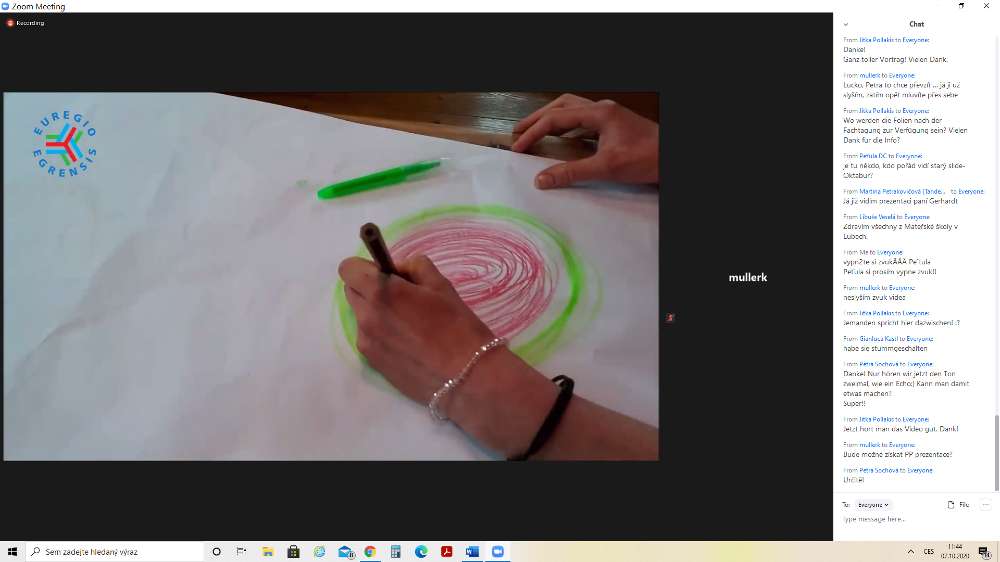 Zoom Meeting
Recording
EUREGIO
EGRENSIS
mullerk
Chat
From Jitka Pollakis to Everyone:
Danke!
Ganz toller Vortrag! Vielen Dank.
From mullerk to Everyone:
Lucko, Petra to chce převzít ... já ji už
slyším, zatím opět mluvíte přes sebe
From Jitka Pollakis to Everyone:
Wo werden die Folien nach der
Fachtagung zur Verfügung sein? Vielen
Dank für die Info?
From Peťula DC to Everyone:
je tu někdo, kdo pořád vidí starý slide-
Oktabur?
From Martina Petrakovičová (Tande... to Everyone:
Já již vidím prezentaci paní Gerhardt
From Libuše Veselá to Everyone:
Zdravím všechny z Mateřské školy v
Lubech.
From Me to Everyone:
vypn2te si zvukÄÄÄ Pe`tula
Peťula si prosím vypne zvuk!!
From mullerk to Everyone:
neslyším zvuk videa
From Jitka Pollakis to Everyone:
Jemanden spricht hier dazwischen! :?
From Gianluca Kastl to Everyone:
habe sie stummgeschalten
From Petra Sochová to Everyone:
Danke! Nur hören wir jetzt den Ton
zweimal, wie ein Echo:) Kann man damit
etwas machen?
Super!!
From Jitka Pollakis to Everyone:
Jetzt hört man das Video gut. Dank!
From mullerk to Everyone:
Bude možné získat PP prezentace?
From Petra Sochová to Everyone:
Určitě!
To: Everyone File
Type message here...
Sem zadejte hledaný výraz
8
CES
11:44
07.10.2020
14